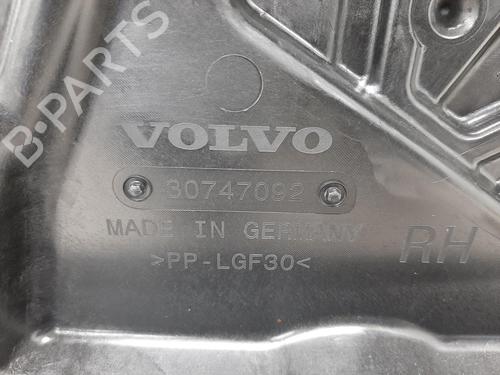 B-PARTS
VOLVO
30747092
MADE IN GERMANY
RH
>PP-LGF30<